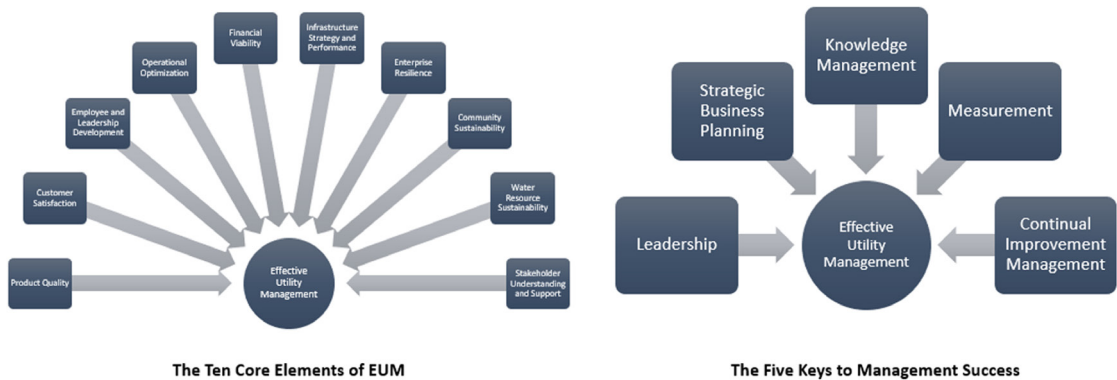 Product Quality
Customer
Satisfaction
Employee and
Leadership
Development
Operational
Optimization
Financial
Viability
Infrastructure
Strategy and
Performance
Enterprise
Resilience
Community
Sustainability
Water
Resource
Sustainability
Stakeholder
Understanding
and Support
Effective
Utility
Management
The Ten Core Elements of EUM
Leadership
Strategic
Business
Planning
Knowledge
Management
Measurement
Continual
Improvement
Management
Effective
Utility
Management
The Five Keys to Management Success